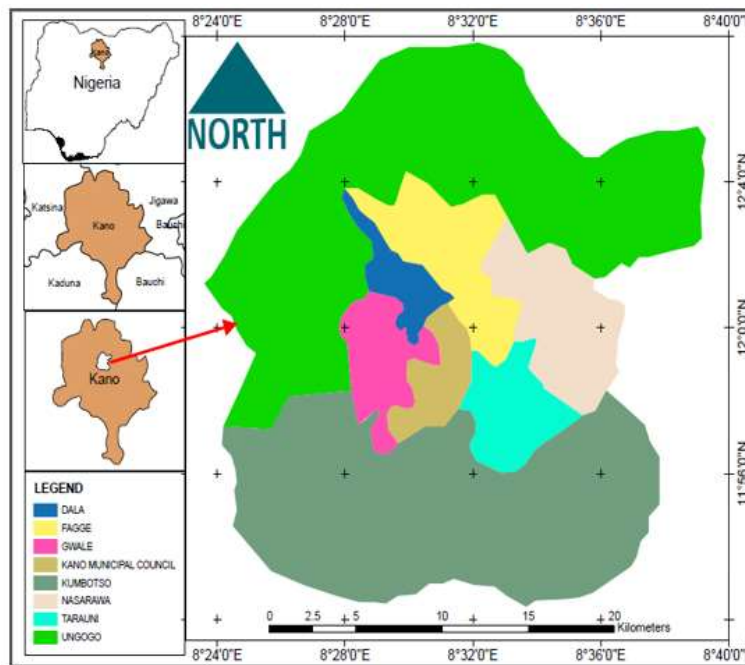 8°24'0"E 8°28'0"E 8°32'0"E 8°36'0"E 8°40'0"E
Kano
Nigeria
NORTH
12°4'0"N
Katsina
Jigawa
Kano
Bauchi
Kaduna
Bauchi
12°0'0"N
Kano
11°56'0"N
LEGEND
DALA
FAGGE
GWALE
KANO MUNICIPAL COUNCIL
KUMBOTSO
NASARAWA
TARAUNI
UNGOGO
0 2.5 5 10 15 20
Kilometers
8°24'0"E 8°28'0"E 8°32'0"E 8°36'0"E 8°40'0"E